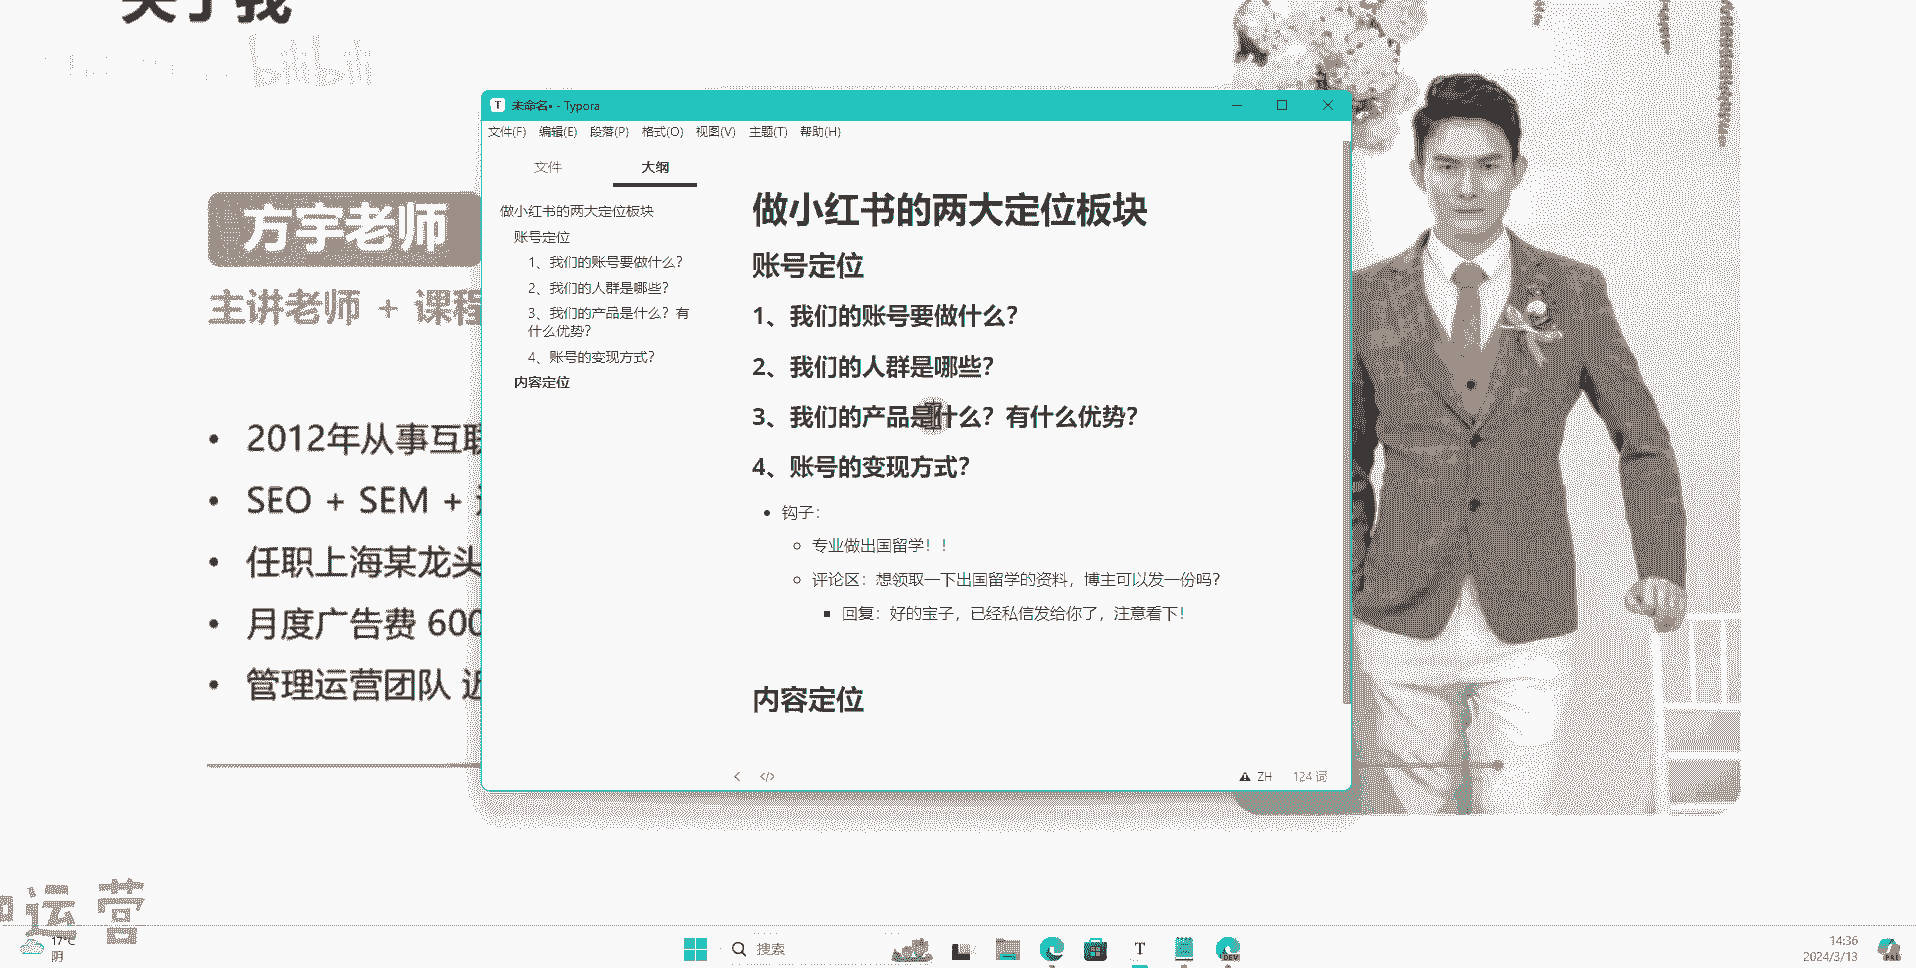 关于我
bilibili
方宇老师
主讲老师 + 课程
• 2012年从事互联
• SEO + SEM +
• 任职上海某龙头
• 月度广告费 600
• 管理运营团队 近
T 未命名• - Typora
文件(F) 编辑(E) 段落(P) 格式(O) 视图(V) 主题(T) 帮助(H)
文件 大纲
做小红书的两大定位板块
账号定位
1、我们的账号要做什么？
2、我们的人群是哪些？
3、我们的产品是什么？有
什么优势？
4、账号的变现方式？
内容定位
做小红书的两大定位板块
账号定位
1、我们的账号要做什么？
2、我们的人群是哪些？
3、我们的产品是什么？有什么优势？
4、账号的变现方式？
• 钩子：
专业做出国留学！！
评论区：想领取一下出国留学的资料，博主可以发一份吗？
回复：好的宝子，已经私信发给你了，注意看下！
内容定位
ZH 124 词
运营
17°C
阴
搜索
T
DEV
14:36
2024/3/13
PRE